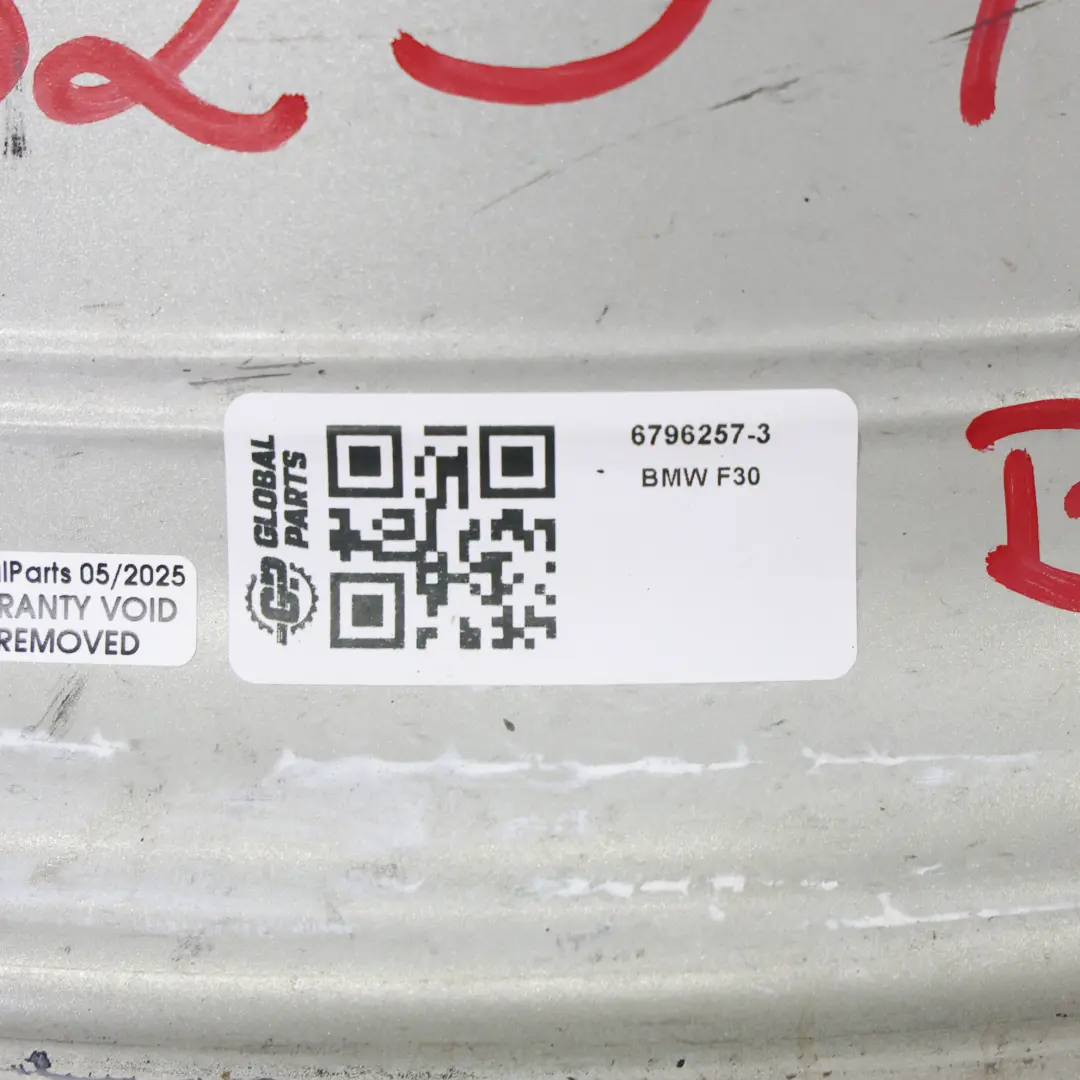 GLOBAL
PARTS
6796257-3
BMW F30
lParts 05/2025
RANTY VOID
REMOVED